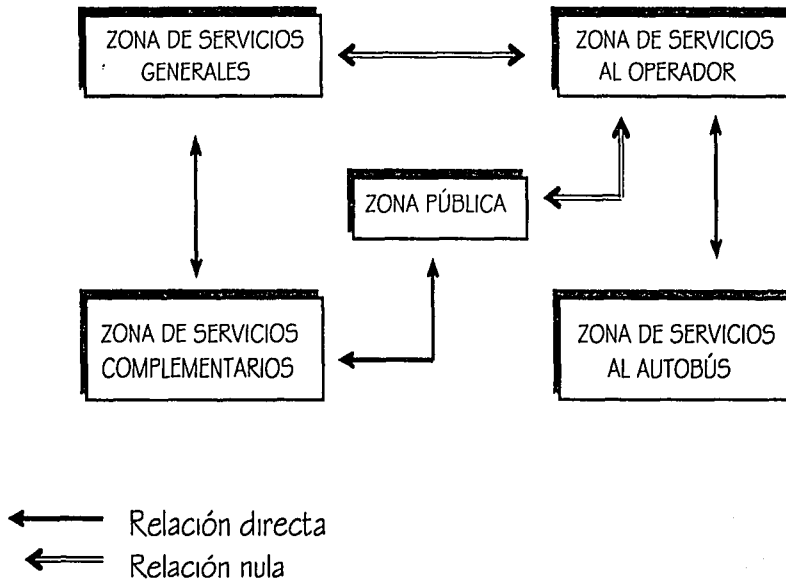 ZONA DE SERVICIOS
GENERALES
ZONA DE SERVICIOS
AL OPERADOR
ZONA PÚBLICA
ZONA DE SERVICIOS
COMPLEMENTARIOS
ZONA DE SERVICIOS
AL AUTOBÚS
Relación directa
Relación nula